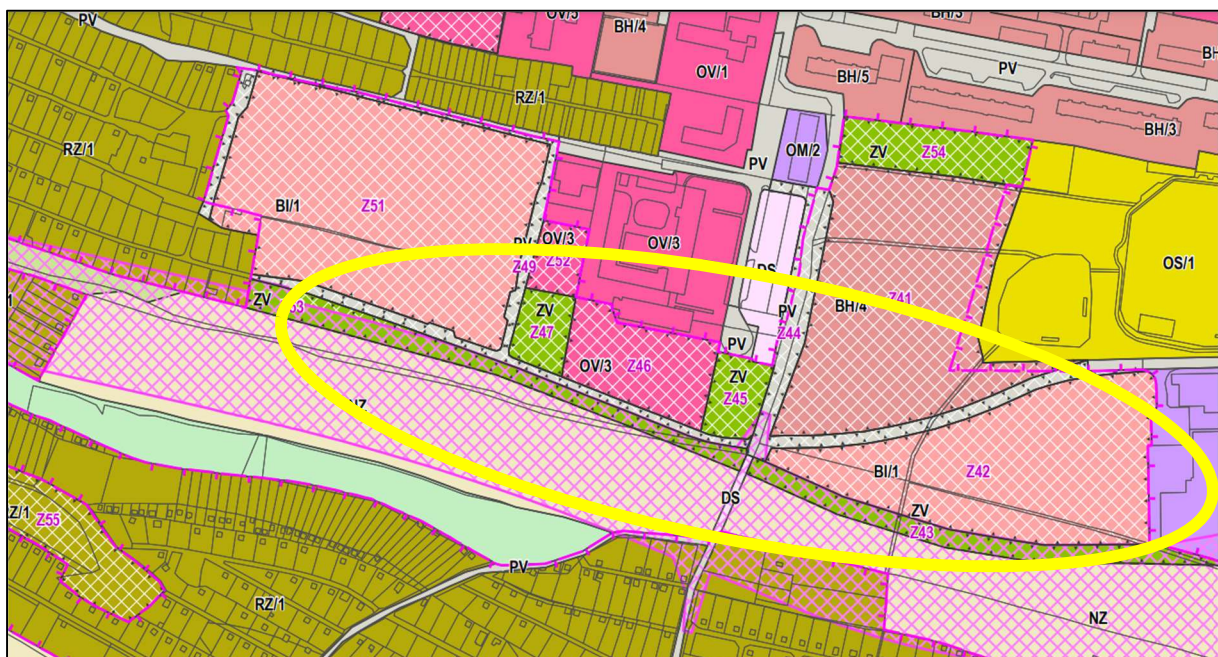 PV
OV/3
BH/4
BH/3
OV/1
PV
BH/5
RZ/1
BH/3
OM/2
PV
ZV
Z54
RZ/1
BI/1
Z51
OS/1
OV/3
PV
OV/3
Z49
Z52
DS
Z41
ZV
ZV
PV
BH/4
Z44
Z47
PV
OV/3
Z46
ZV
Z45
NZ
BI/1
Z42
DS
ZV
Z43
Z55
PV
RZ/1
NZ